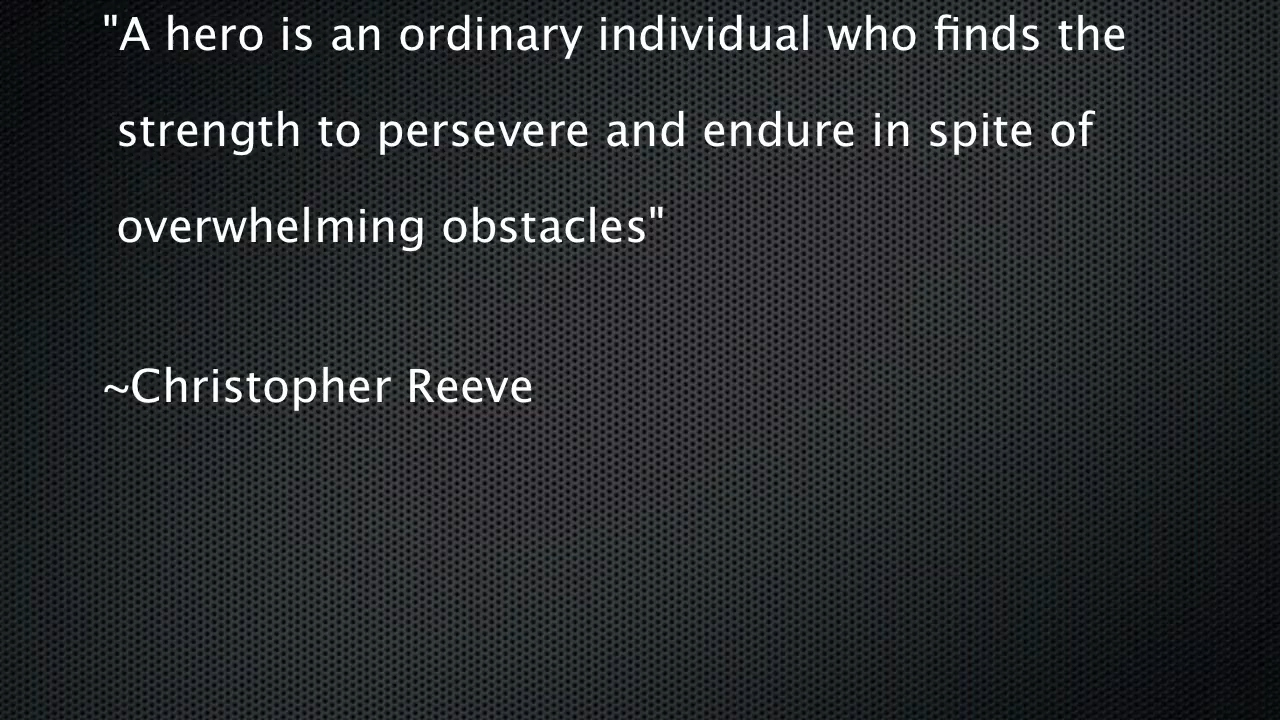 "A hero is an ordinary individual who finds the
strength to persevere and endure in spite of
overwhelming obstacles"
~Christopher Reeve